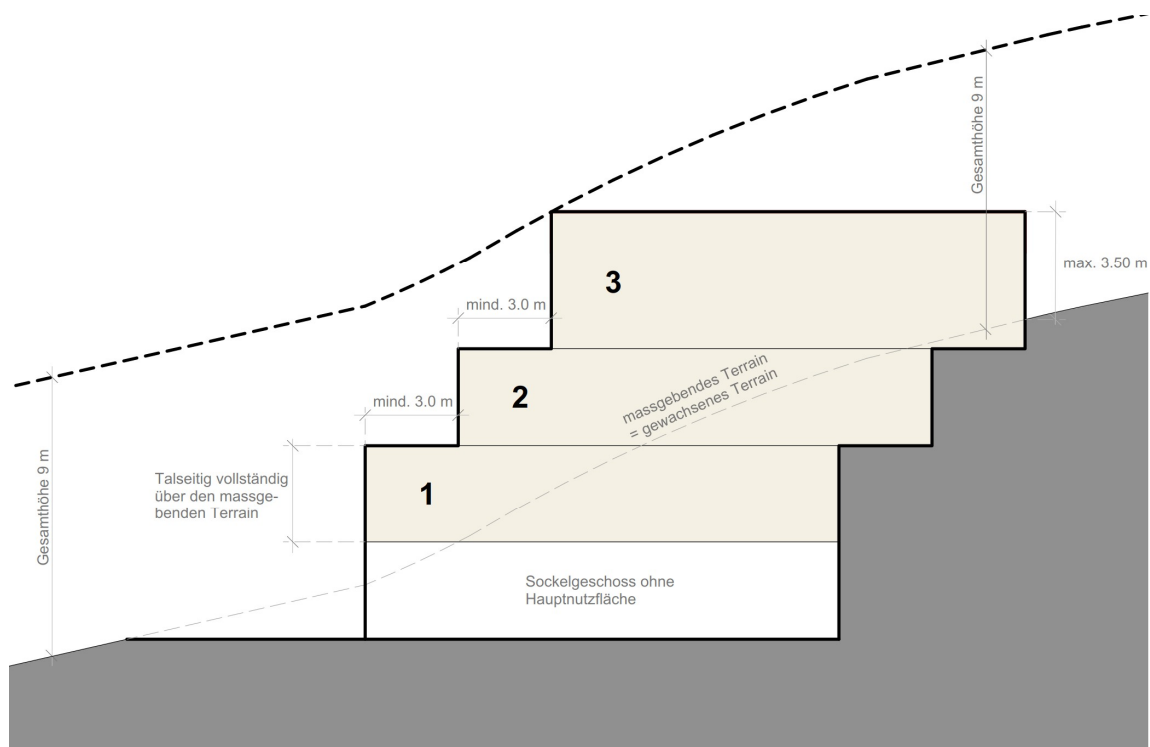 Gesamthöhe 9 m
max. 3.50 m
3
mind. 3.0 m
massgebendes Terrain
= gewachsenes Terrain
2
mind. 3.0 m
Talseitig vollständig
über den massge-
benden Terrain
1
Gesamthöhe 9 m
Sockelgeschoss ohne
Hauptnutzfläche